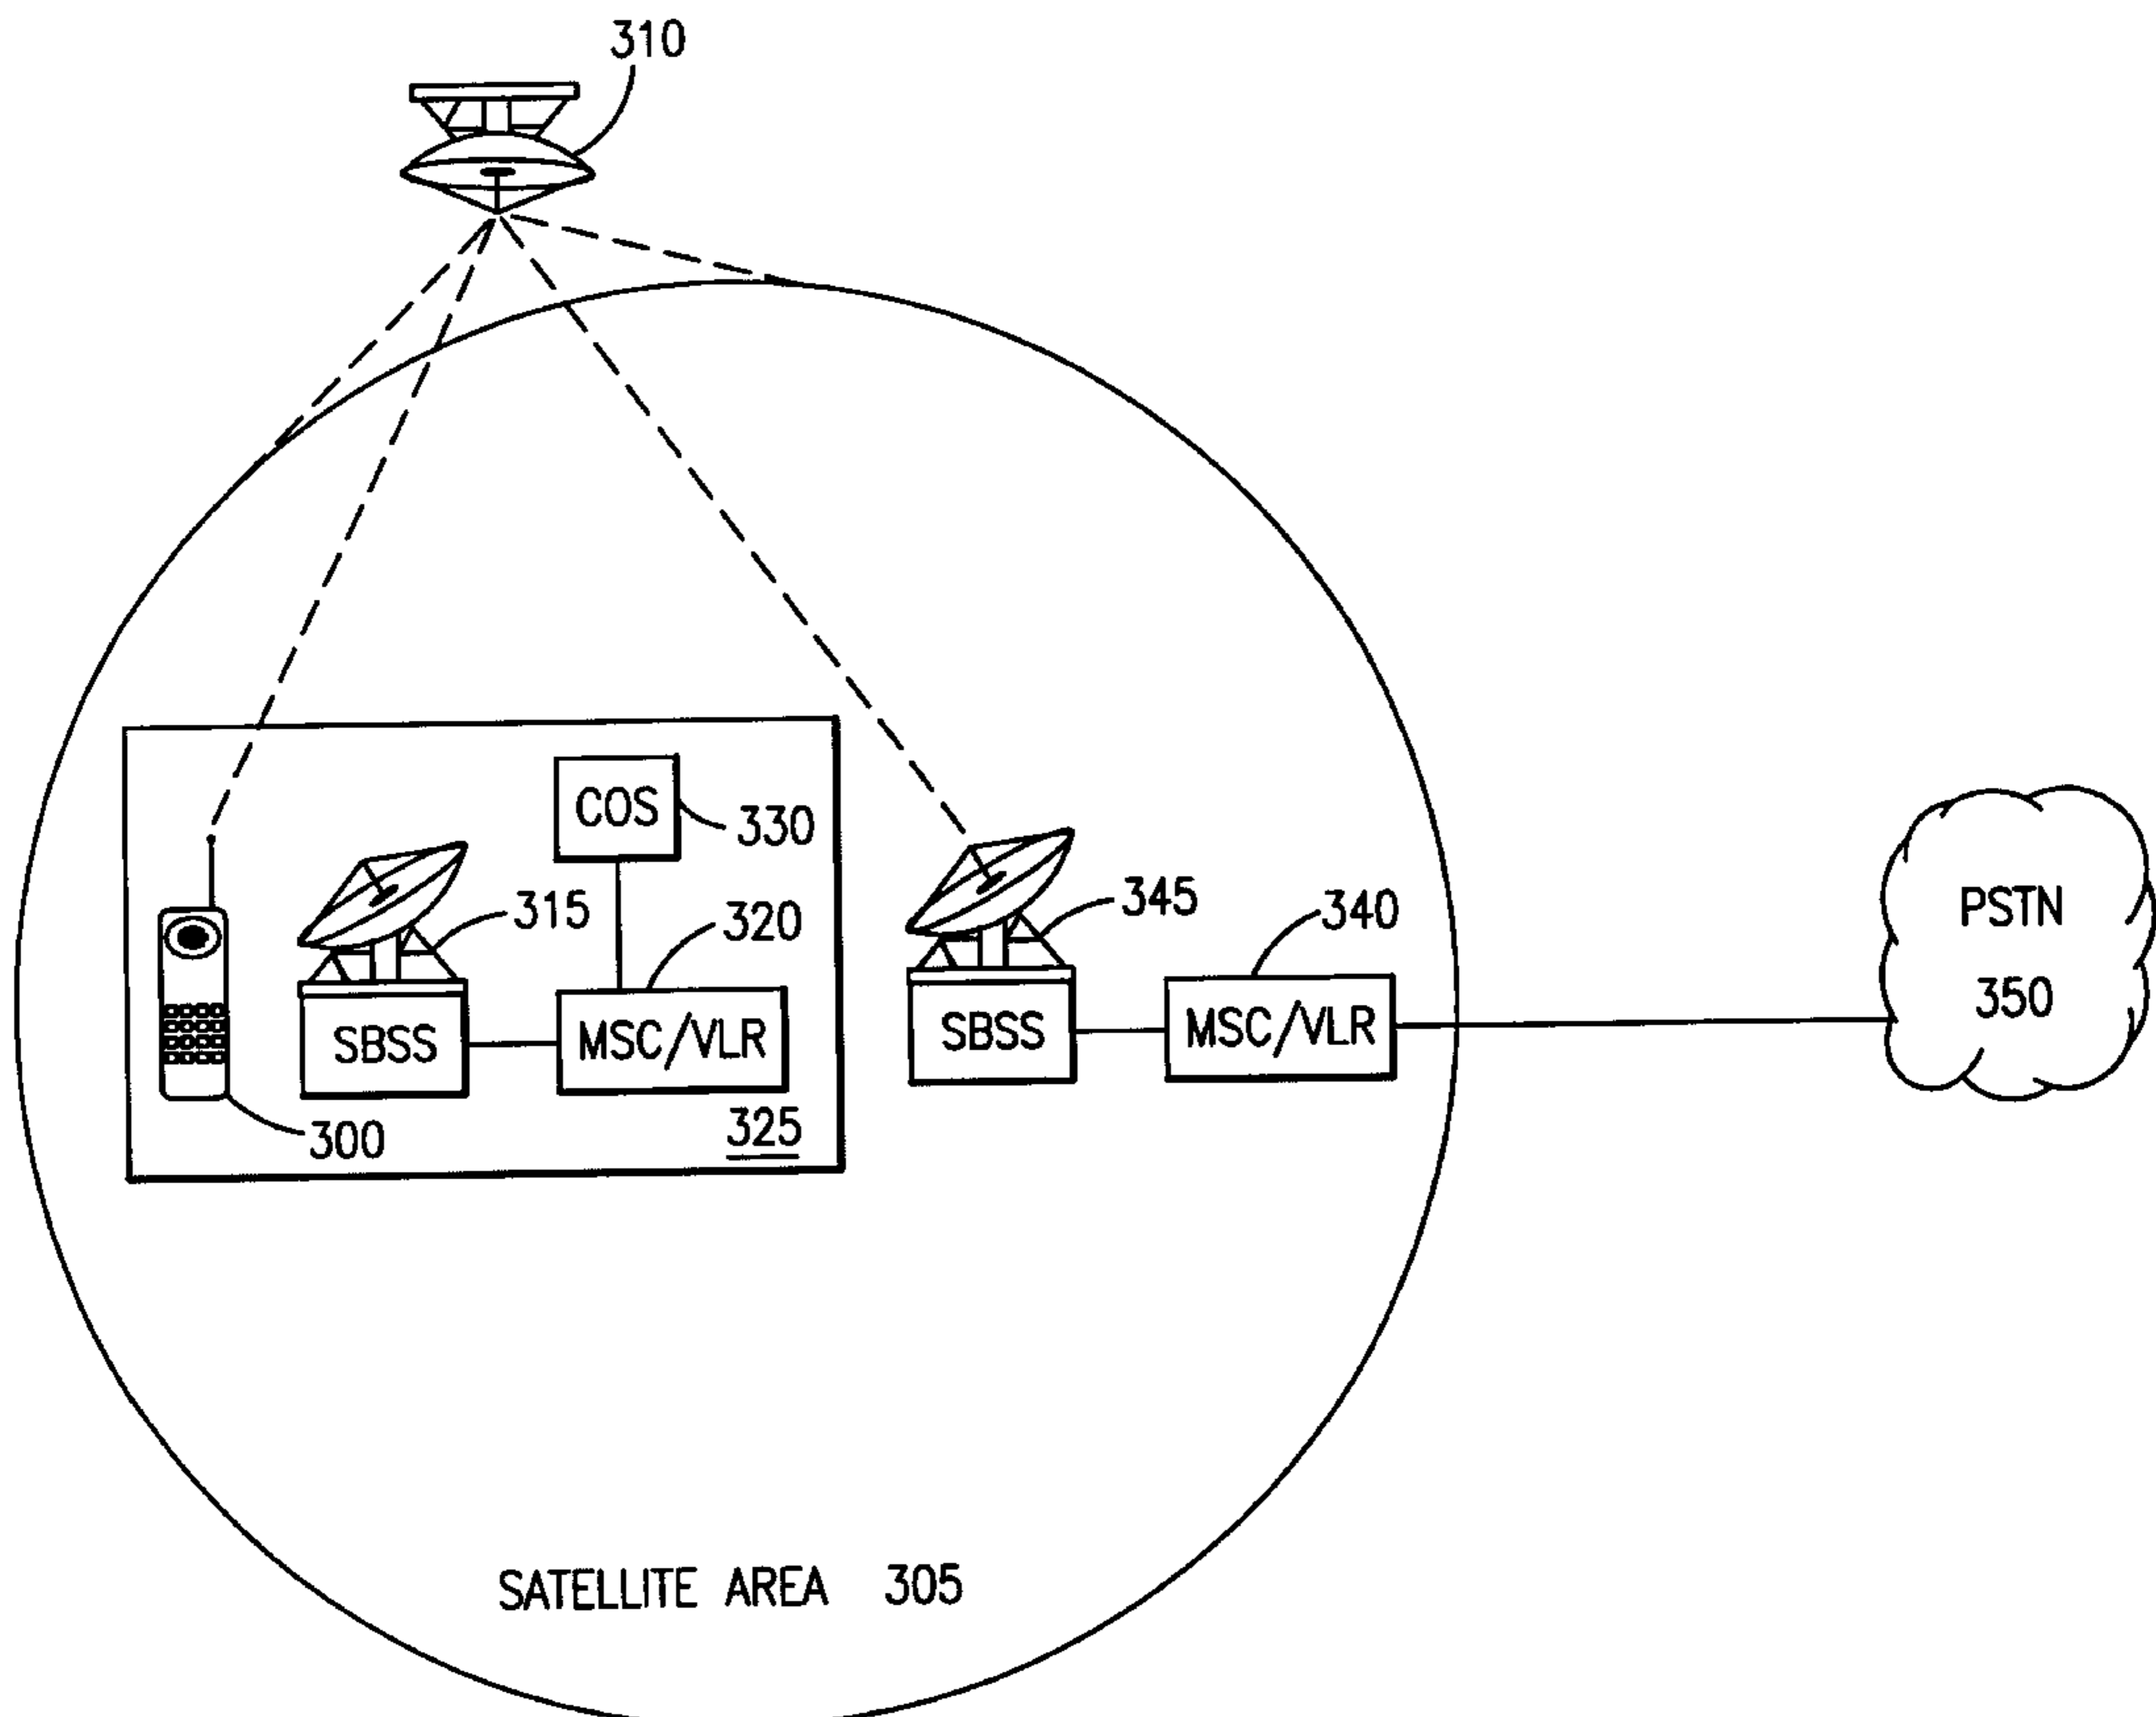 310
COS
330
315
320
345
340
PSTN
350
SBSS
MSC/VLR
SBSS
MSC/VLR
300
325
SATELLITE AREA 305